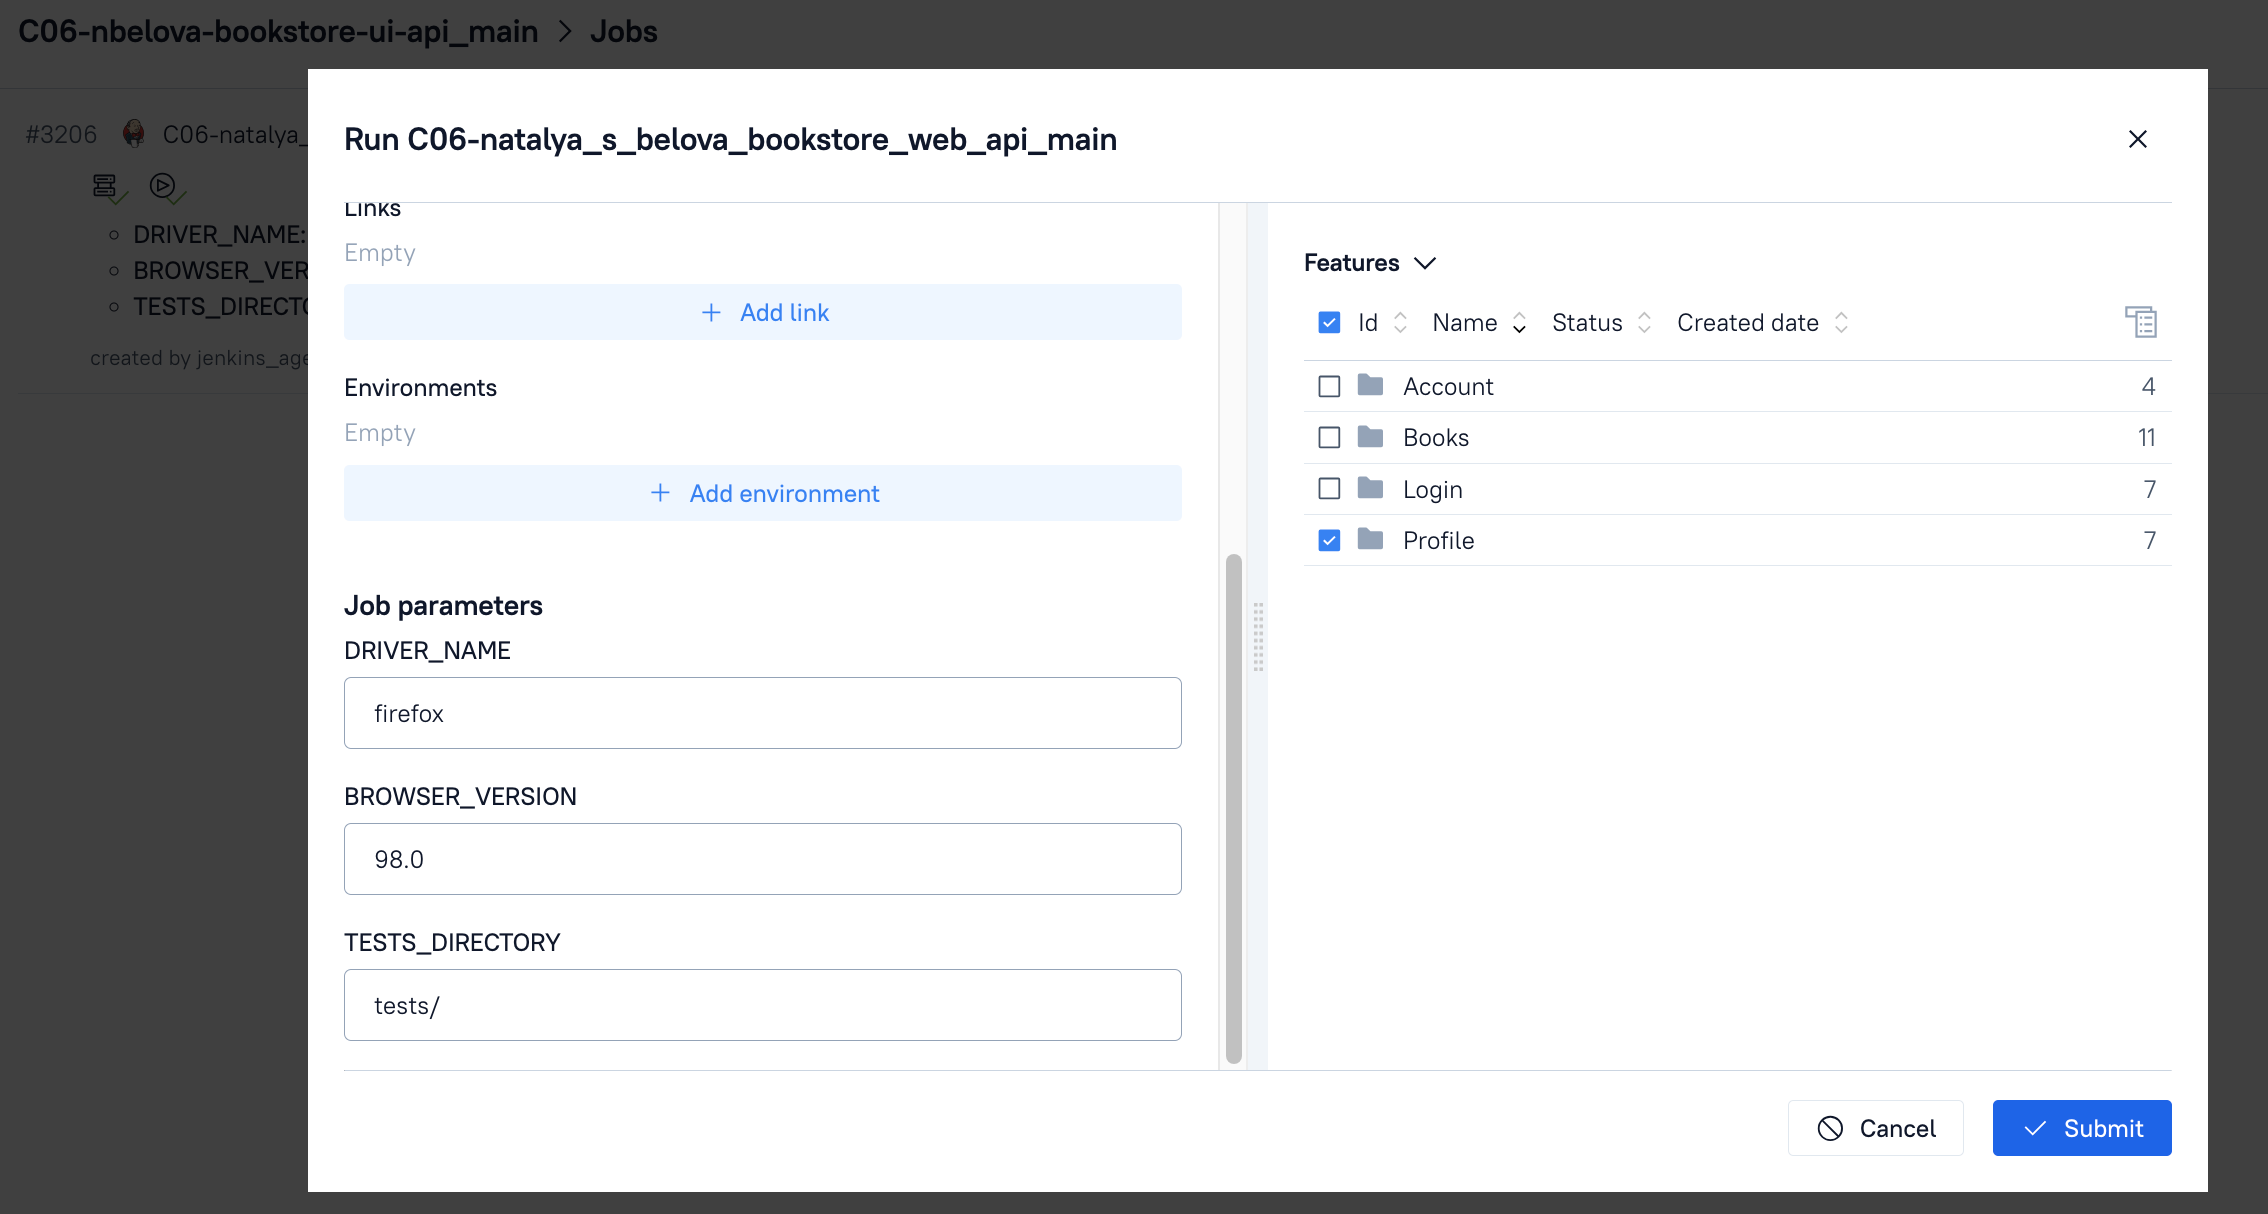 C06-nbelova-bookstore-ui-api_main > Jobs
#3206 C06-natalya_
DRIVER_NAME:
BROWSER_VER
TESTS_DIRECTO
created by jenkins_age
Run C06-natalya_s_belova_bookstore_web_api_main
Links
Empty
+ Add link
Environments
Empty
+ Add environment
Job parameters
DRIVER_NAME
firefox
BROWSER_VERSION
98.0
TESTS_DIRECTORY
tests/
Features
Id Name Status Created date
Account 4
Books 11
Login 7
Profile 7
Cancel Submit